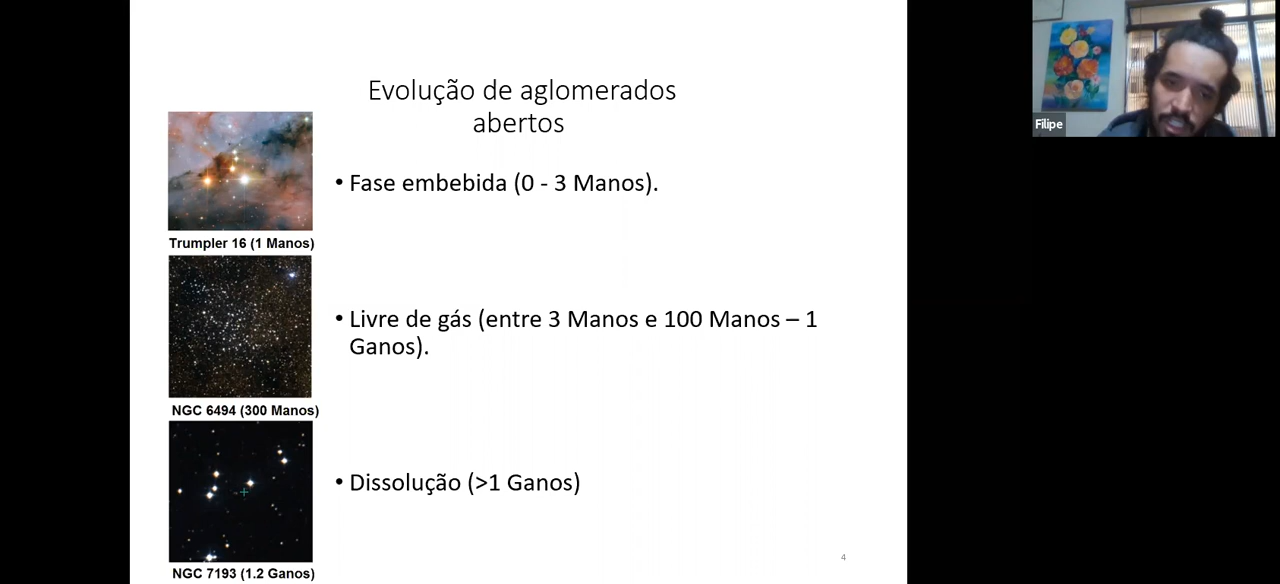 Evolução de aglomerados
abertos
Trumpler 16 (1 Manos)
• Fase embebida (0 - 3 Manos).
NGC 6494 (300 Manos)
• Livre de gás (entre 3 Manos e 100 Manos – 1
Ganos).
NGC 7193 (1.2 Ganos)
• Dissolução (>1 Ganos)
4
Filipe